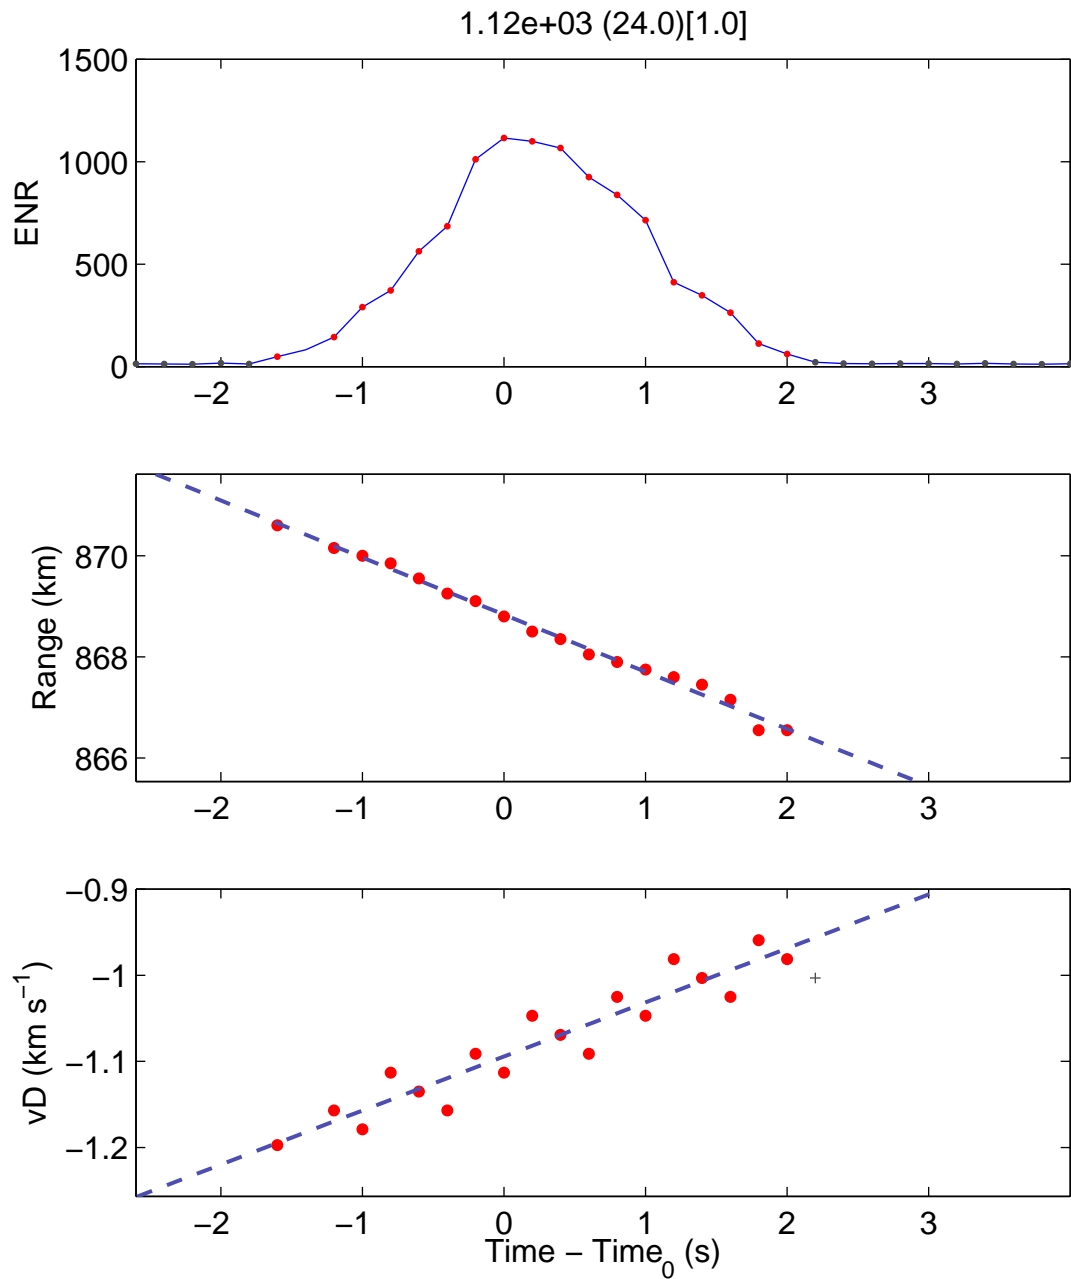 1.12e+03 (24.0)[1.0]
1500
1000
500
0
ENR
−2 −1 0 1 2 3
870
868
866
Range (km)
−2 −1 0 1 2 3
−0.9
−1
−1.1
−1.2
vD (km s⁻¹)
−2 −1 0 1 2 3
Time − Time₀ (s)